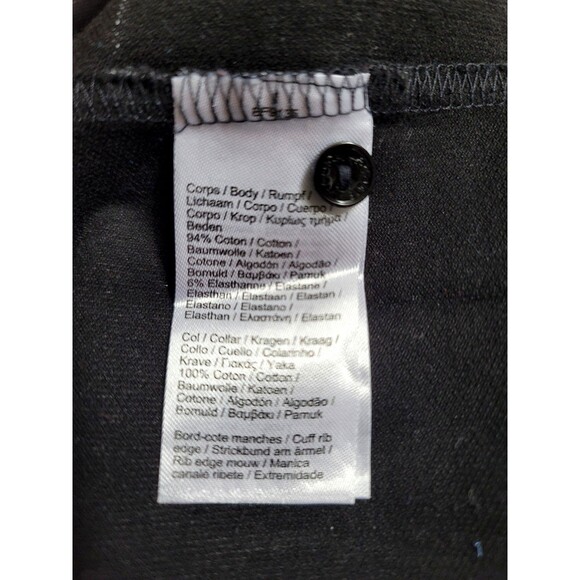 Corps / Body / Rumpf /
Lichaam / Corpo / Cuerpo /
Corpo / Krop / Κυρίως τμήμα /
Beden
94% Coton / Cotton /
Baumwolle / Katoen /
Cotone / Algodón / Algodão /
Bomuld / Βαμβάκι / Pamuk
6% Elasthanne / Elastane /
Elasthan / Elastaan / Elastan /
Elastano / Elastano /
Elasthan / Ελαστάνη / Elastan
Col / Collar / Kragen / Kraag /
Collo / Cuello / Colarinho /
Krave / Γιακάς / Yaka
100% Coton / Cotton /
Baumwolle / Katoen /
Cotone / Algodón / Algodão /
Bomuld / Βαμβάκι / Pamuk
Bord-cote manches / Cuff rib
edge / Strickbund am ärmel /
Rib edge mouw / Manica
canale ribete / Extremidade